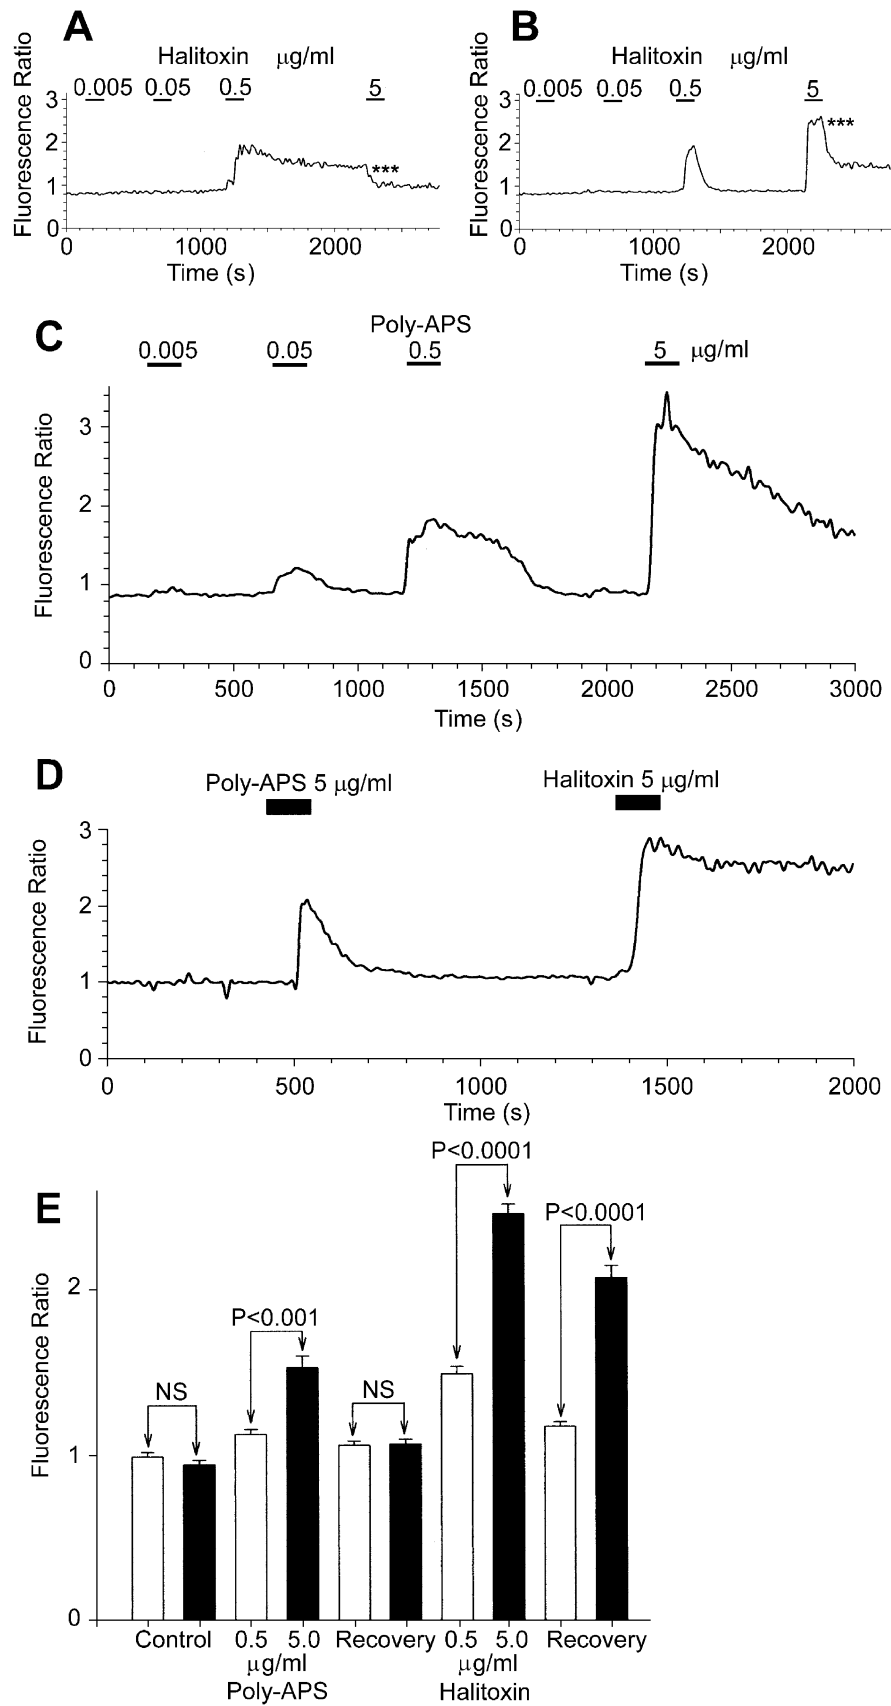 A
Halitoxin μg/ml
0.005 0.05 0.5 5
Fluorescence Ratio
3
2
1
0
***
0 1000 2000
Time (s)
B
Halitoxin μg/ml
0.005 0.05 0.5 5
Fluorescence Ratio
3
2
1
0
***
0 1000 2000
Time (s)
C
Poly-APS
0.005 0.05 0.5 5 μg/ml
Fluorescence Ratio
3
2
1
0
0 500 1000 1500 2000 2500 3000
Time (s)
D
Poly-APS 5 μg/ml Halitoxin 5 μg/ml
Fluorescence Ratio
3
2
1
0
0 500 1000 1500 2000
Time (s)
E
P<0.0001
P<0.0001
P<0.001
NS NS
Fluorescence Ratio
2
1
0
Control 0.5 5.0 Recovery 0.5 5.0 Recovery
μg/ml μg/ml
Poly-APS Halitoxin